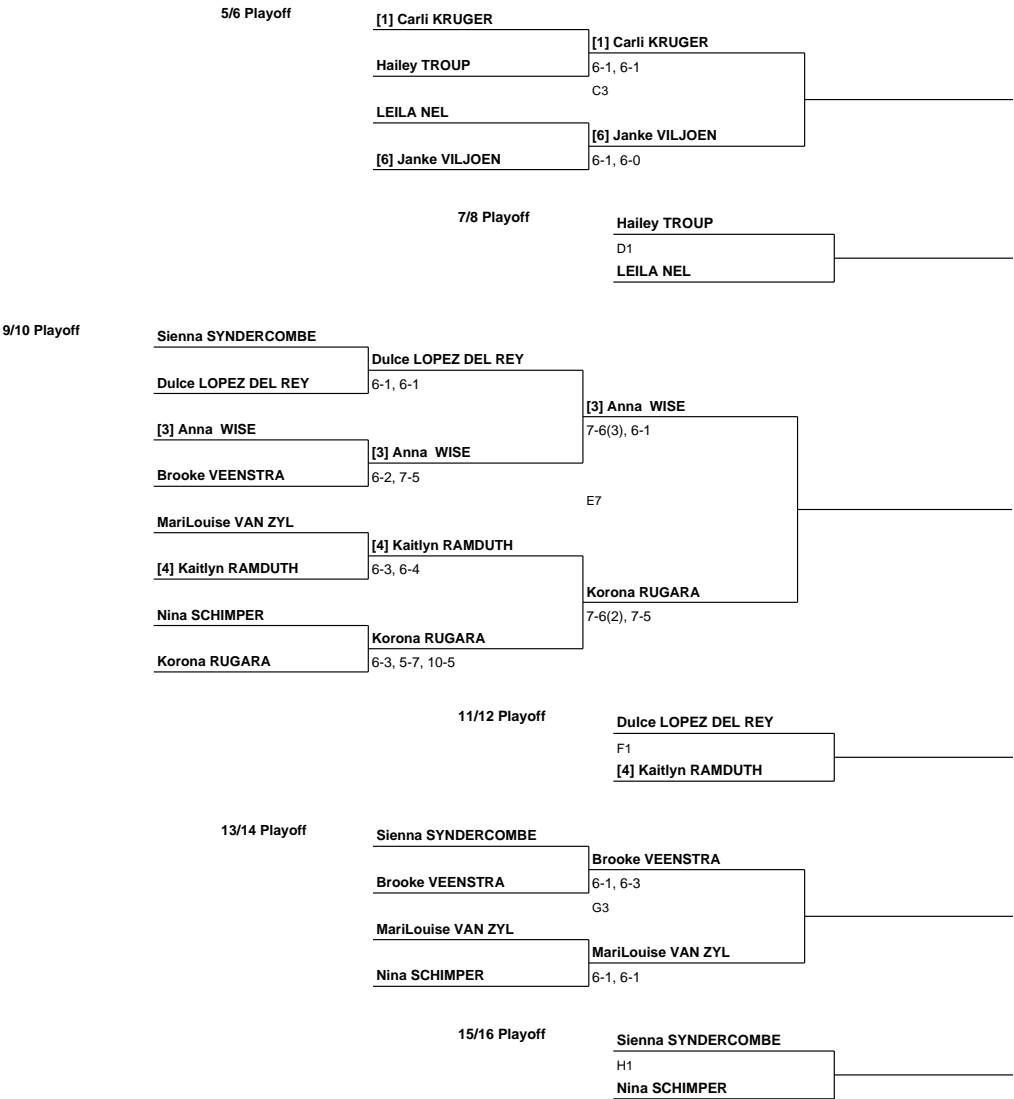 5/6 Playoff
[1] Carli KRUGER
[1] Carli KRUGER
Hailey TROUP
6-1, 6-1
C3
LEILA NEL
[6] Janke VILJOEN
[6] Janke VILJOEN
6-1, 6-0
7/8 Playoff
Hailey TROUP
D1
LEILA NEL
9/10 Playoff
Sienna SYNDERCOMBE
Dulce LOPEZ DEL REY
Dulce LOPEZ DEL REY
6-1, 6-1
[3] Anna WISE
7-6(3), 6-1
[3] Anna WISE
[3] Anna WISE
Brooke VEENSTRA
6-2, 7-5
E7
MariLouise VAN ZYL
[4] Kaitlyn RAMDUTH
[4] Kaitlyn RAMDUTH
6-3, 6-4
Korona RUGARA
7-6(2), 7-5
Nina SCHIMPER
Korona RUGARA
Korona RUGARA
6-3, 5-7, 10-5
11/12 Playoff
Dulce LOPEZ DEL REY
F1
[4] Kaitlyn RAMDUTH
13/14 Playoff
Sienna SYNDERCOMBE
Brooke VEENSTRA
Brooke VEENSTRA
6-1, 6-3
G3
MariLouise VAN ZYL
MariLouise VAN ZYL
Nina SCHIMPER
6-1, 6-1
15/16 Playoff
Sienna SYNDERCOMBE
H1
Nina SCHIMPER